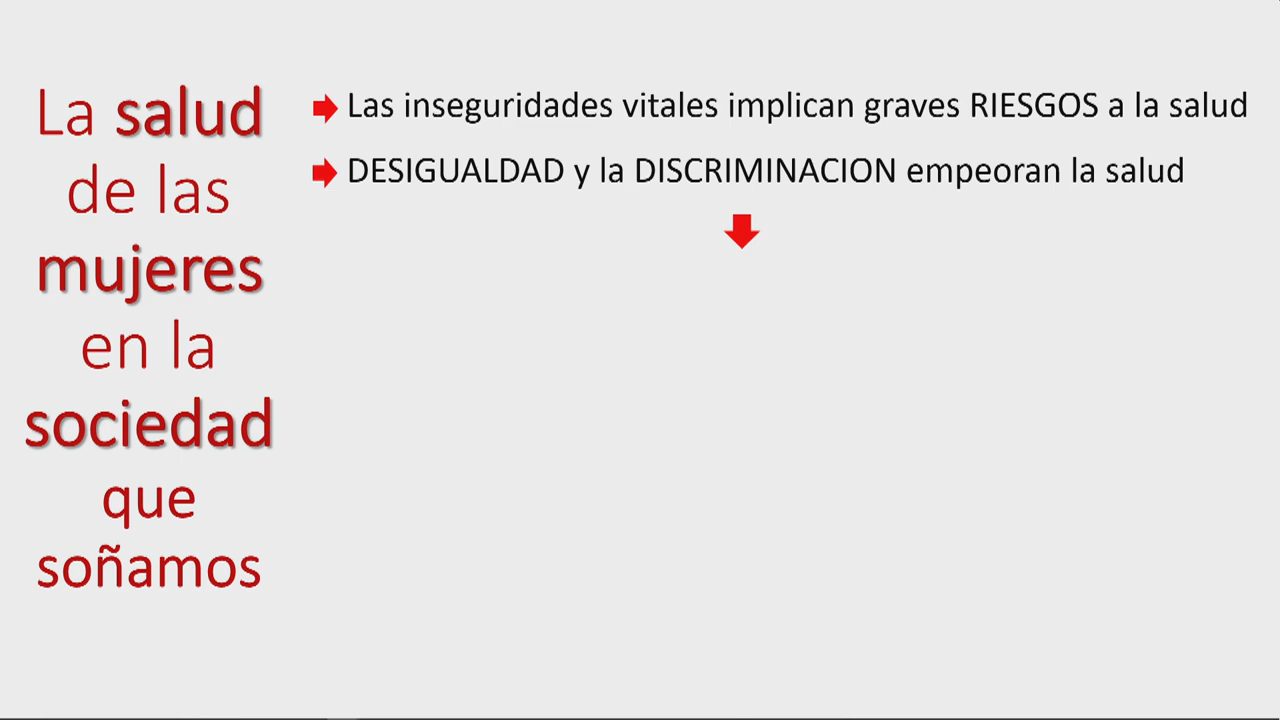 La salud
de las
mujeres
en la
sociedad
que
soñamos
Las inseguridades vitales implican graves RIESGOS a la salud
DESIGUALDAD y la DISCRIMINACION empeoran la salud